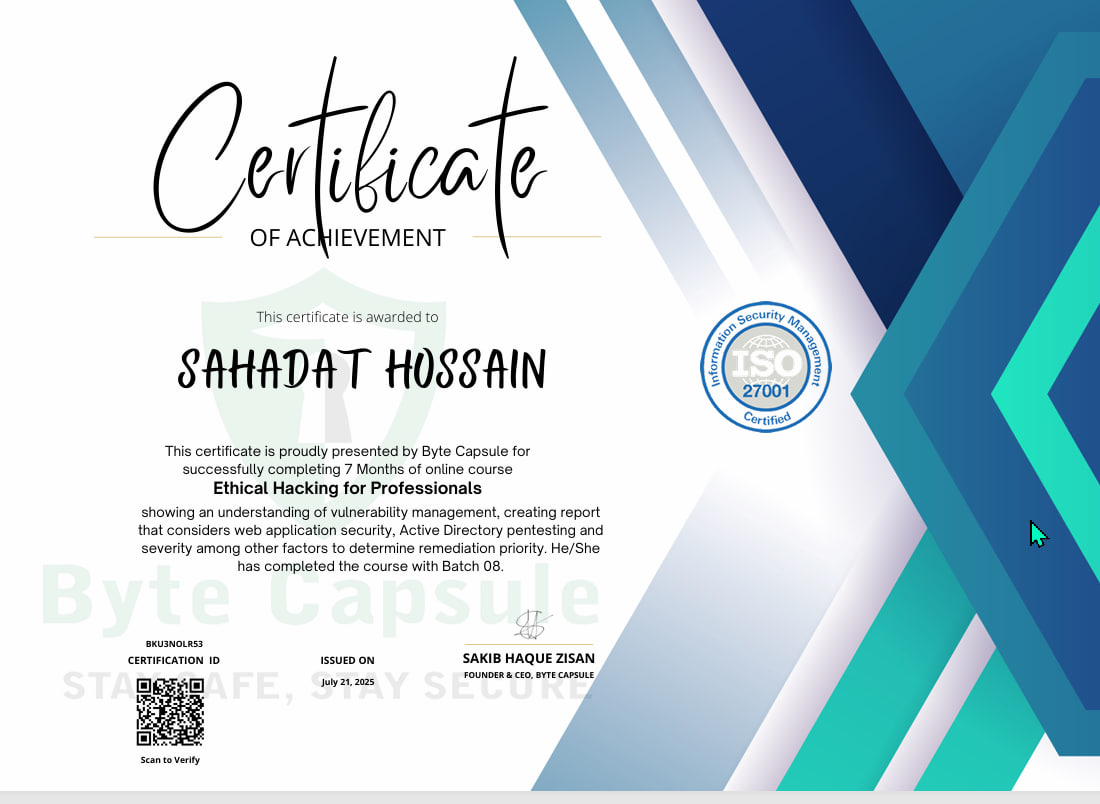 Certificate
OF ACHIEVEMENT
This certificate is awarded to
SAHADAT HOSSAIN
Information Security Management
ISO
27001
Certified
This certificate is proudly presented by Byte Capsule for
successfully completing 7 Months of online course
Ethical Hacking for Professionals
showing an understanding of vulnerability management, creating report
that considers web application security, Active Directory pentesting and
severity among other factors to determine remediation priority. He/She
has completed the course with Batch 08.
Byte Capsule
STAY SAFE, STAY SECURE
BKU3NOLR53
CERTIFICATION ID
Scan to Verify
ISSUED ON
July 21, 2025
SAKIB HAQUE ZISAN
FOUNDER & CEO, BYTE CAPSULE